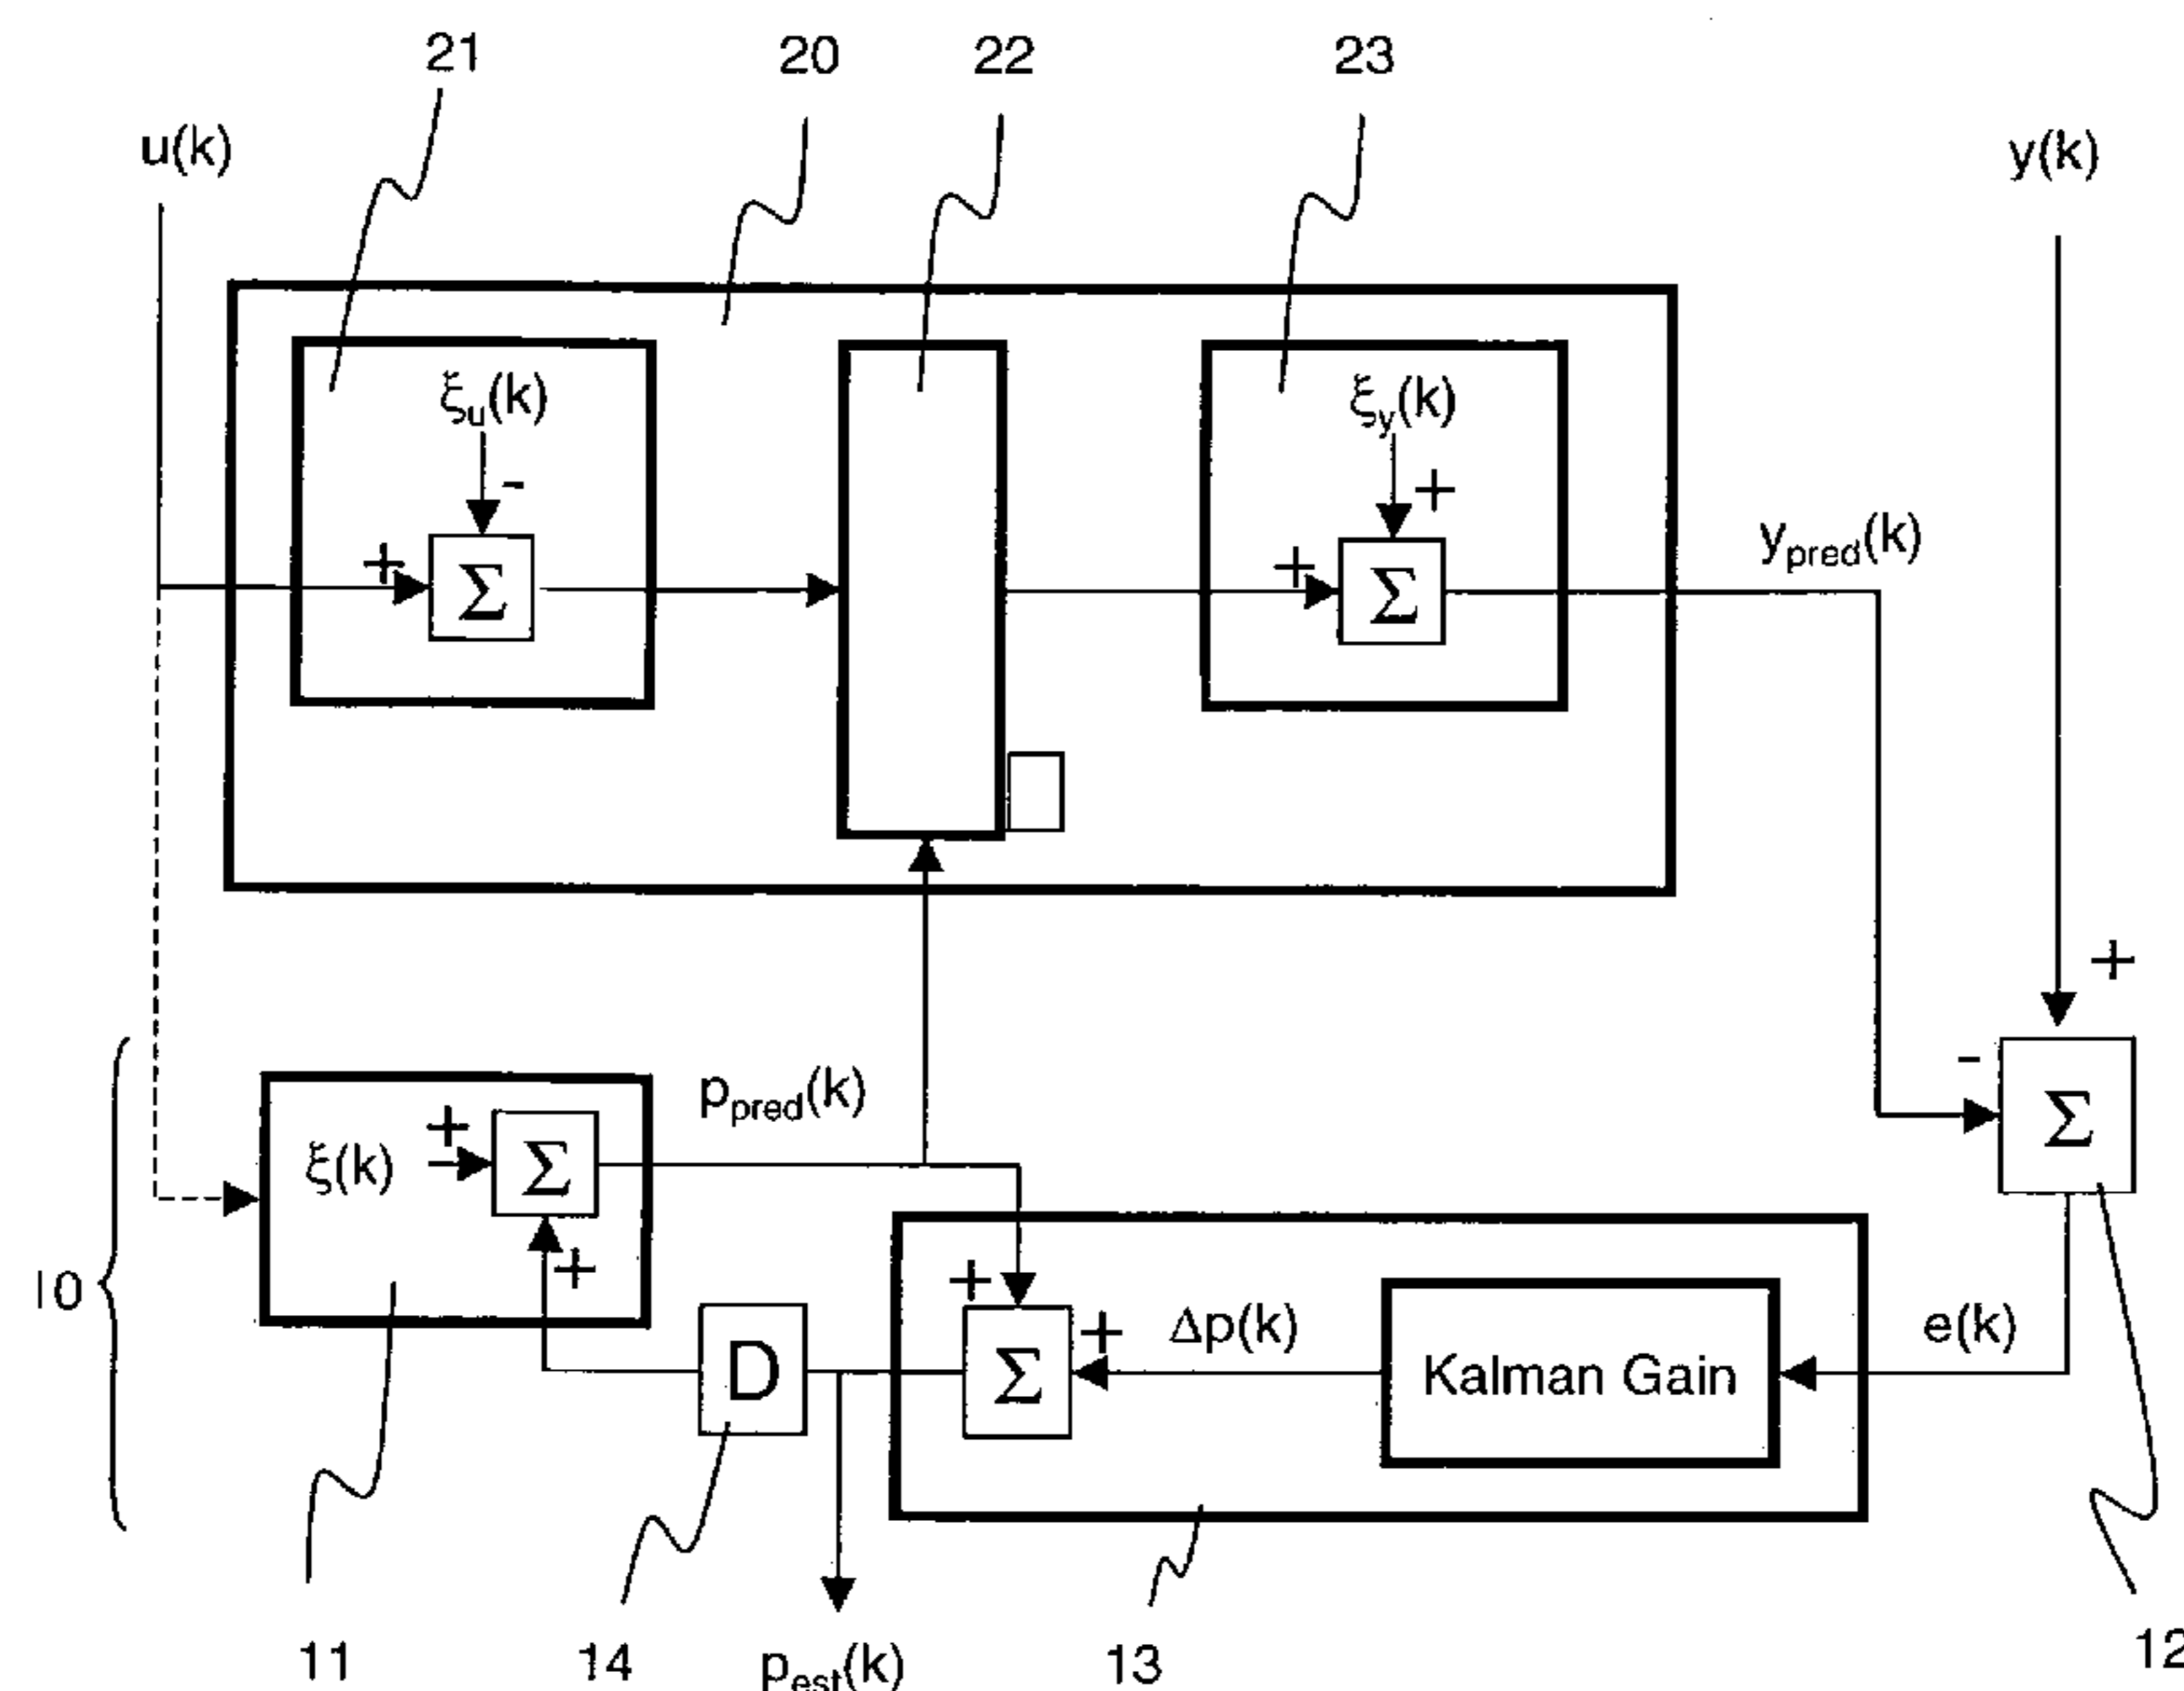 21 20 22 23
u(k) y(k)
ξu(k) ξy(k)
- +
+ Σ + Σ ypred(k)
+
-
+ Σ ppred(k) Σ
ξ(k)
+
10 + + Δp(k) e(k)
D Σ Kalman Gain
11 14 pest(k) 13 12